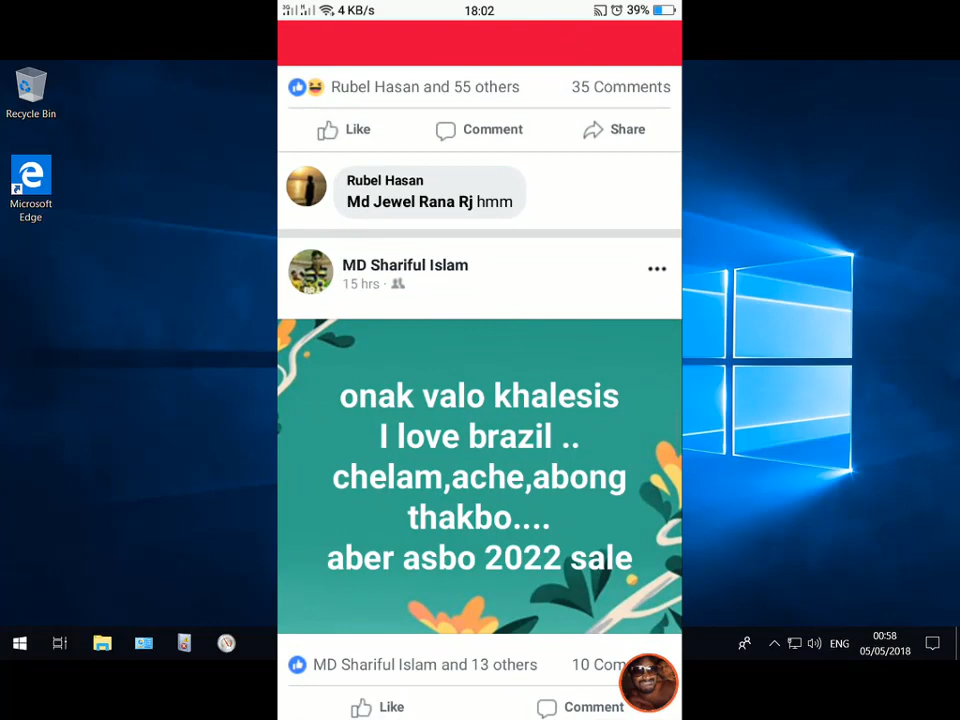 3G H 4 KB/s 18:02 39%
Rubel Hasan and 55 others 35 Comments
Like Comment Share
Rubel Hasan
Md Jewel Rana Rj hmm
MD Shariful Islam
15 hrs ·
onak valo khalesis
I love brazil ..
chelam,ache,abong
thakbo....
aber asbo 2022 sale
MD Shariful Islam and 13 others 10 Com
Like Comment
Recycle Bin
Microsoft
Edge
ENG
00:58
05/05/2018